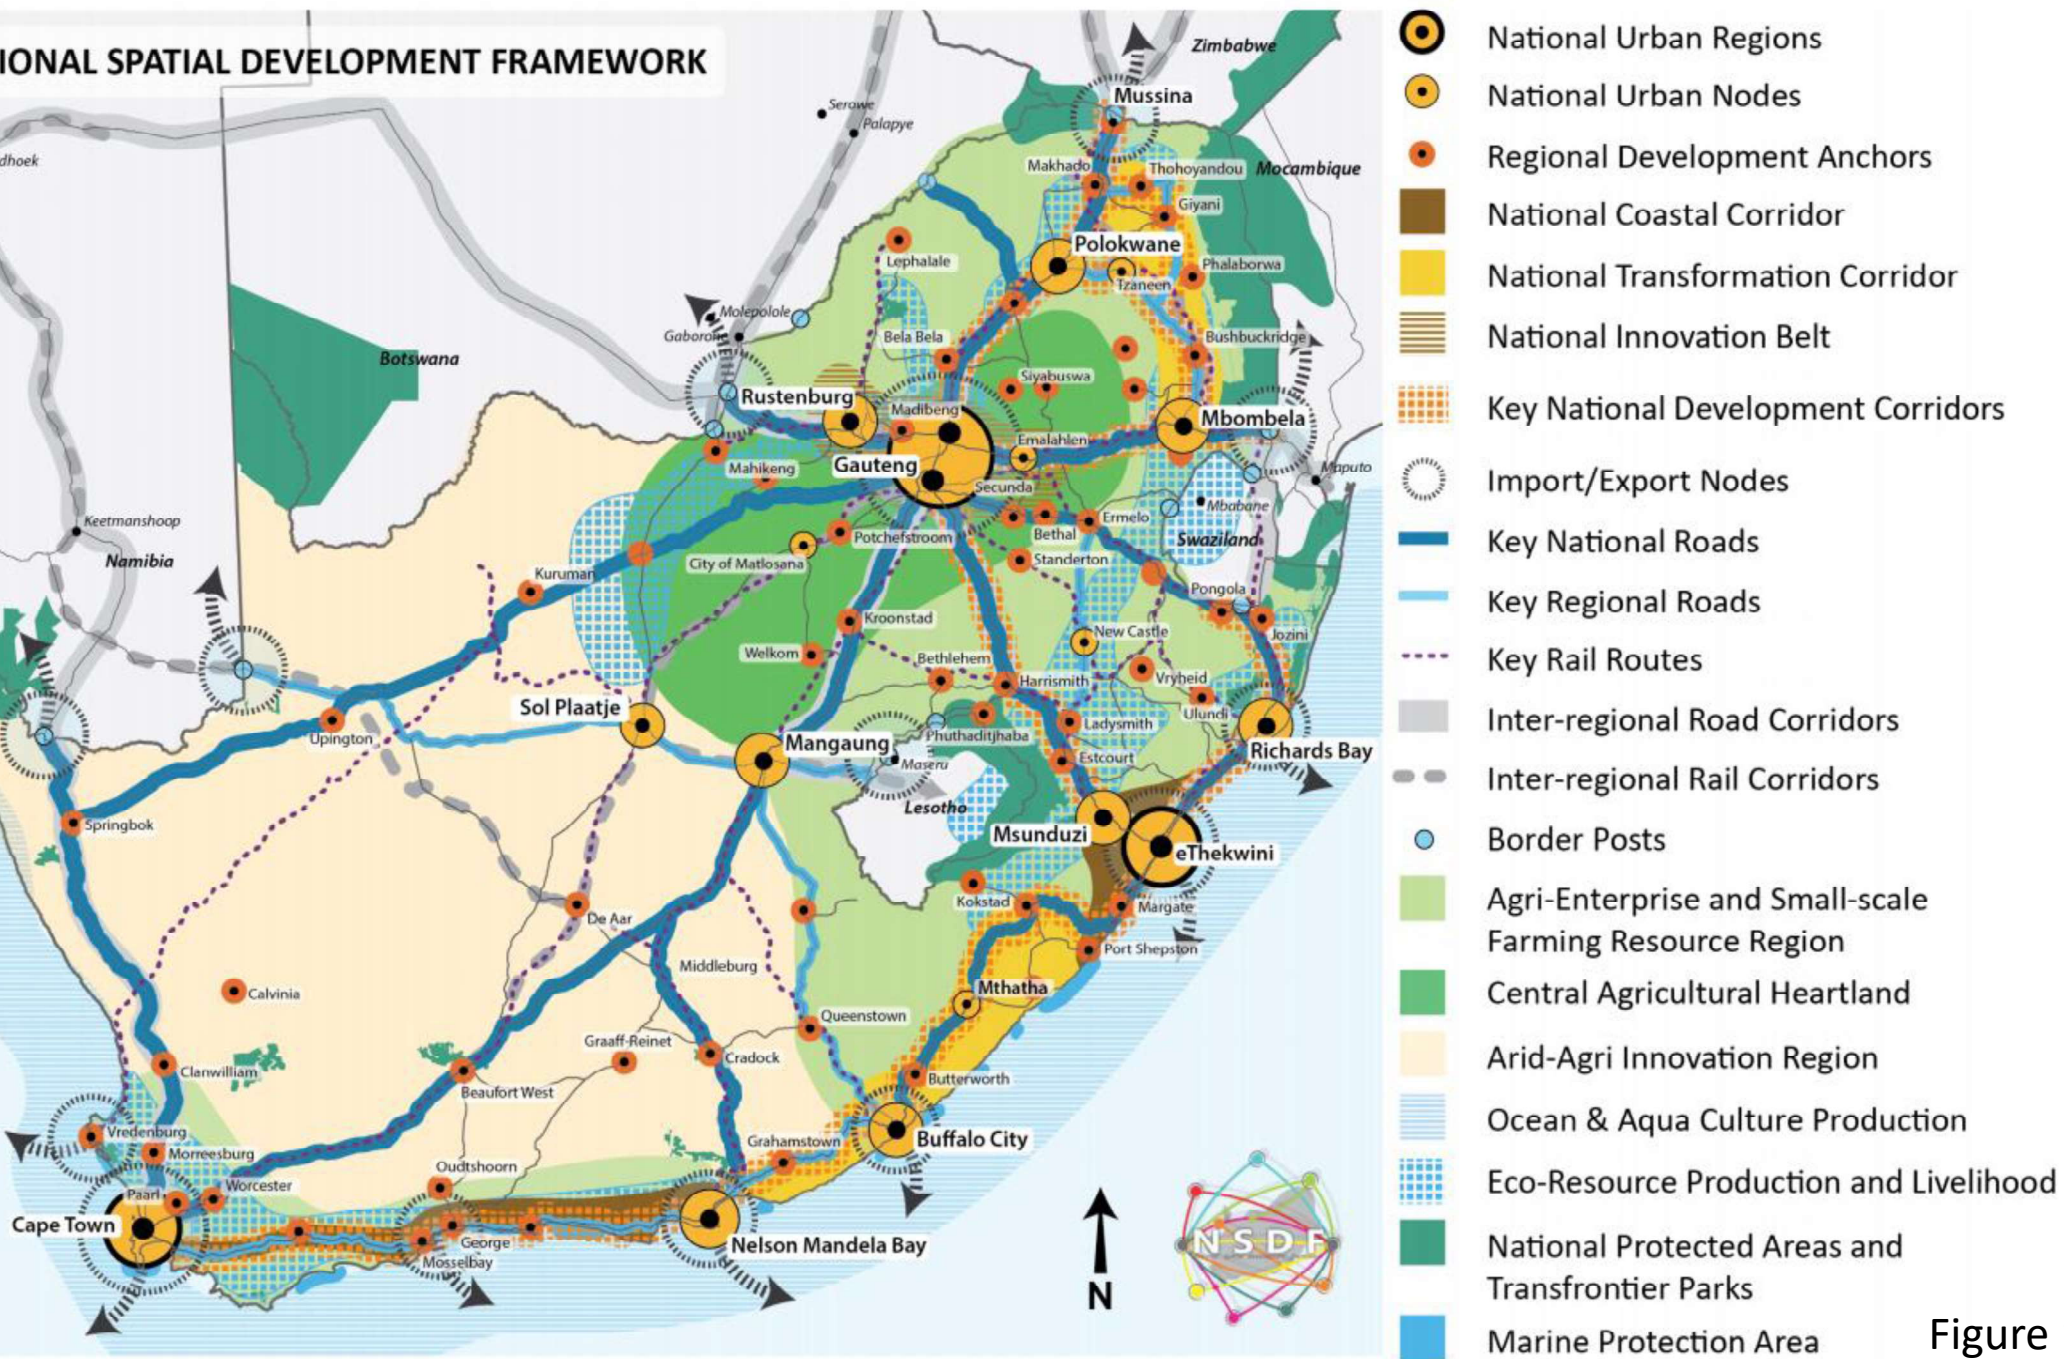 IONAL SPATIAL DEVELOPMENT FRAMEWORK
Zimbabwe
Mussina
Serowe
Palapye
dhoek
Makhado
Thohoyandou
Mocambique
Giyani
Polokwane
Lephalale
Phalaborwa
Tzaneen
Molepolole
Gaborone
Bela Bela
Bushbuckridge
Botswana
Siyabuswa
Rustenburg
Madibeng
Mbombela
Emalahlen
Gauteng
Mahikeng
Maputo
Secunda
Mbabane
Keetmanshoop
Ermelo
Potchefstroom
Bethal
Swaziland
Namibia
City of Matlosana
Standerton
Kuruman
Pongola
Kroonstad
New Castle
Jozini
Welkom
Bethlehem
Harrismith
Vryheid
Sol Plaatje
Ulundi
Ladysmith
Upington
Phuthaditjhaba
Mangaung
Richards Bay
Estcourt
Maseru
Lesotho
Springbok
Msunduzi
eThekwini
Kokstad
Margate
De Aar
Port Shepston
Middleburg
Mthatha
Calvinia
Queenstown
Graaff-Reinet
Cradock
Clanwilliam
Butterworth
Beaufort West
Vredenburg
Buffalo City
Grahamstown
Morreesburg
Oudtshoorn
Worcester
Paarl
Cape Town
George
Nelson Mandela Bay
Mosselbay
N
NSDF
National Urban Regions
National Urban Nodes
Regional Development Anchors
National Coastal Corridor
National Transformation Corridor
National Innovation Belt
Key National Development Corridors
Import/Export Nodes
Key National Roads
Key Regional Roads
Key Rail Routes
Inter-regional Road Corridors
Inter-regional Rail Corridors
Border Posts
Agri-Enterprise and Small-scale
Farming Resource Region
Central Agricultural Heartland
Arid-Agri Innovation Region
Ocean & Aqua Culture Production
Eco-Resource Production and Livelihood
National Protected Areas and
Transfrontier Parks
Marine Protection Area
Figure